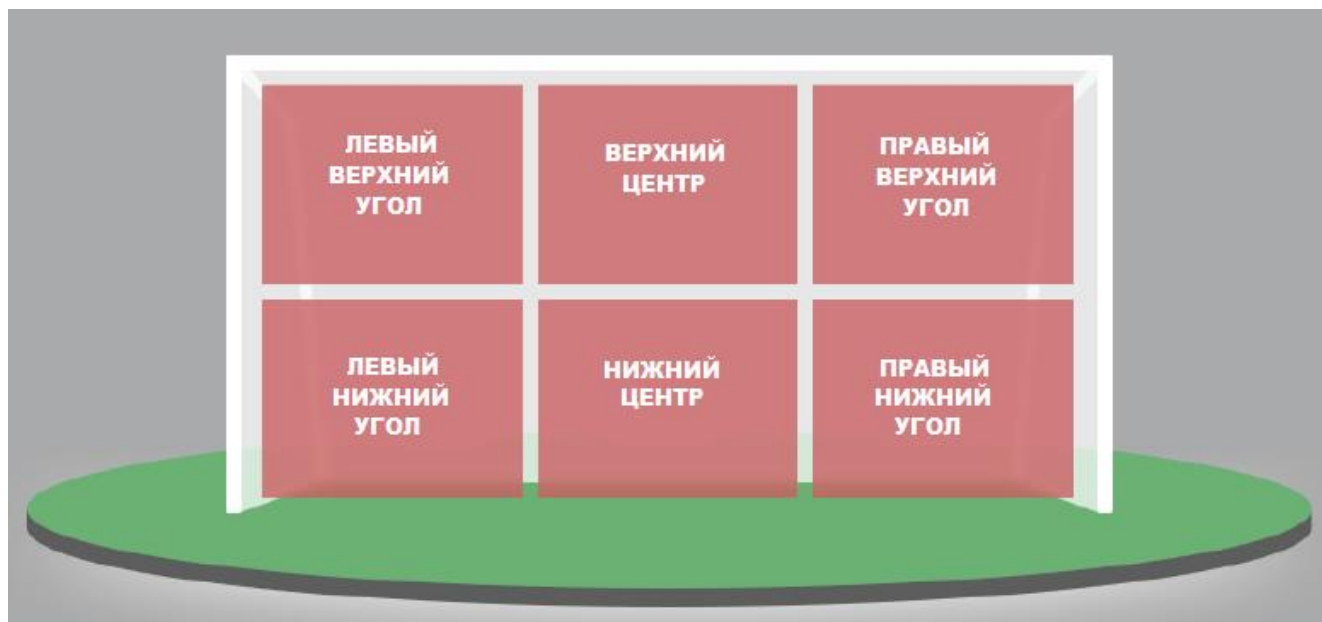 ЛЕВЫЙ
ВЕРХНИЙ
УГОЛ
ВЕРХНИЙ
ЦЕНТР
ПРАВЫЙ
ВЕРХНИЙ
УГОЛ
ЛЕВЫЙ
НИЖНИЙ
УГОЛ
НИЖНИЙ
ЦЕНТР
ПРАВЫЙ
НИЖНИЙ
УГОЛ